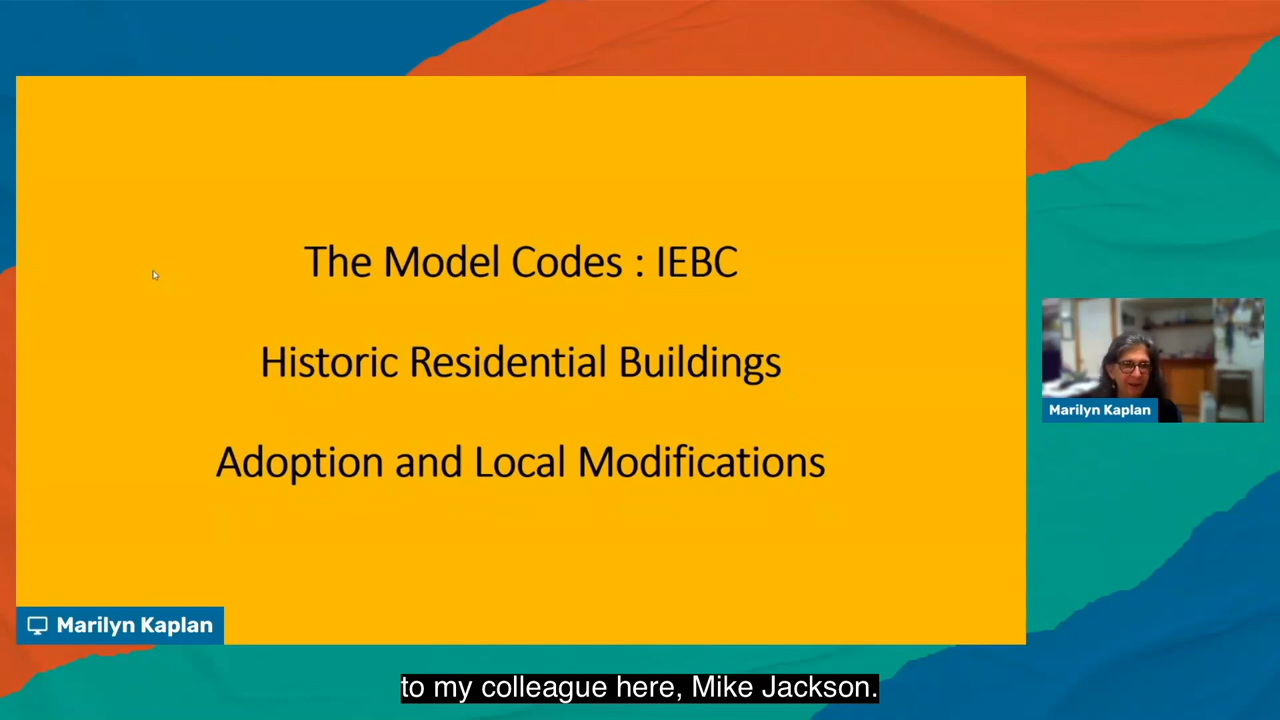 The Model Codes : IEBC
Historic Residential Buildings
Adoption and Local Modifications
Marilyn Kaplan
Marilyn Kaplan
to my colleague here, Mike Jackson.